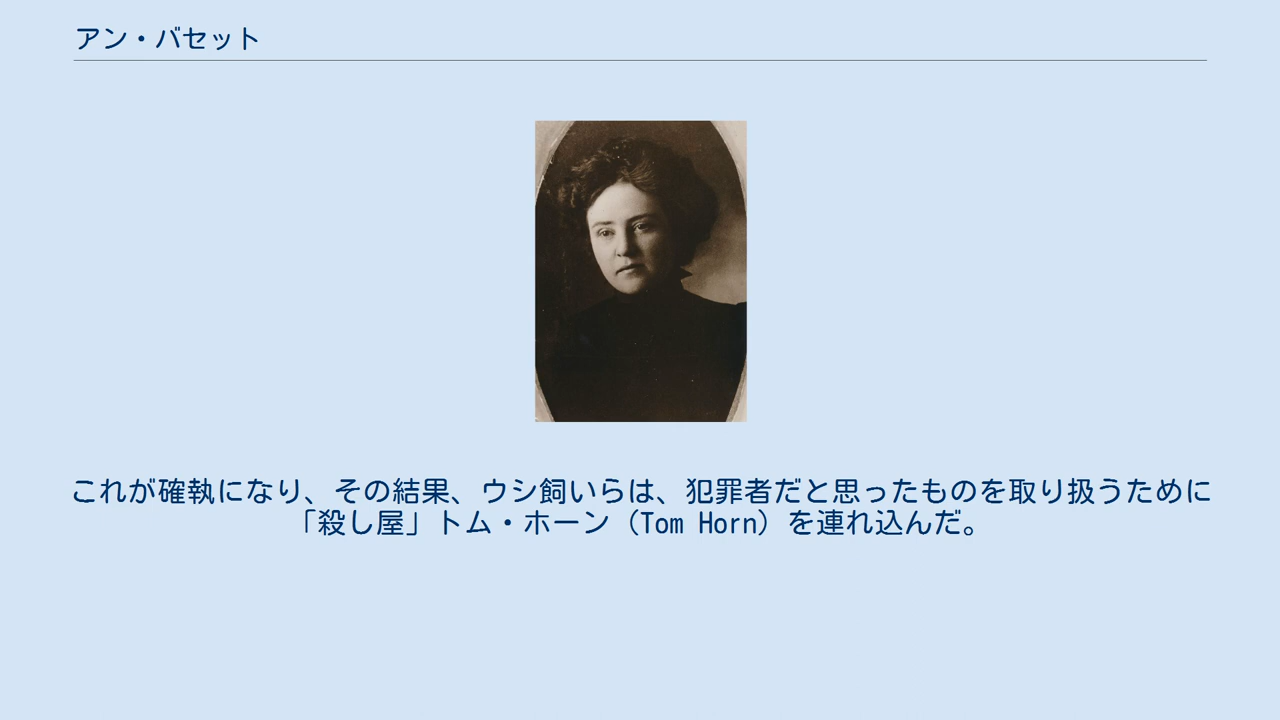 アン・バセット
これが確執になり、その結果、ウシ飼いらは、犯罪者だと思ったものを取り扱うために
「殺し屋」トム・ホーン（Tom Horn）を連れ込んだ。